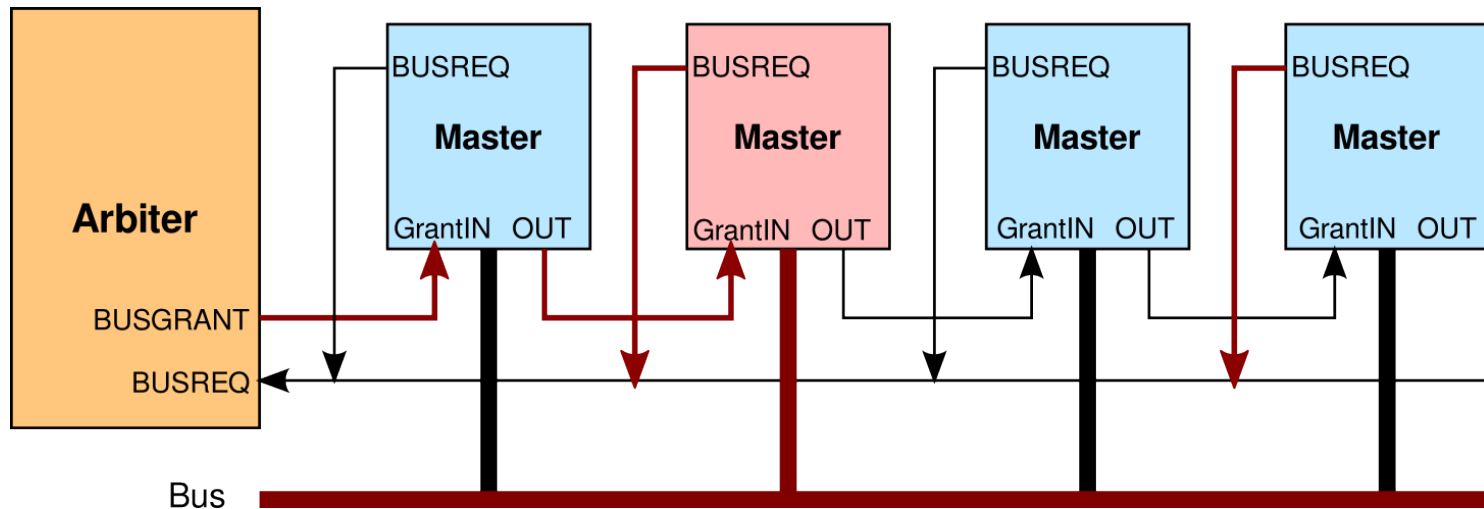 BUSREQ BUSREQ BUSREQ BUSREQ
Master Master Master Master
Arbiter
GrantIN OUT GrantIN OUT GrantIN OUT GrantIN OUT
BUSGRANT
BUSREQ
Bus